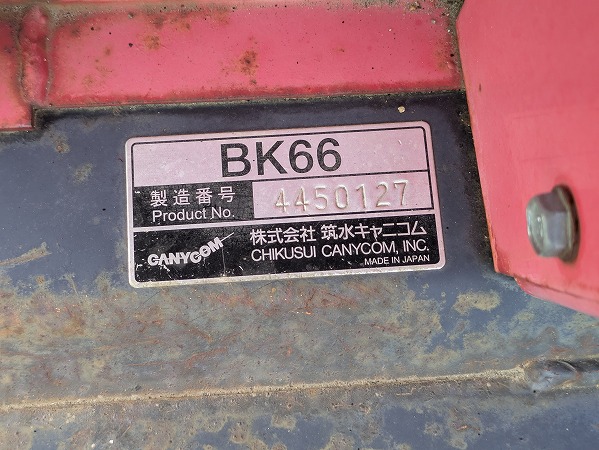 BK66
製造番号
Product No.
4450127
CANYCOM
株式会社 筑水キャニコム
CHIKUSUI CANYCOM, INC.
MADE IN JAPAN